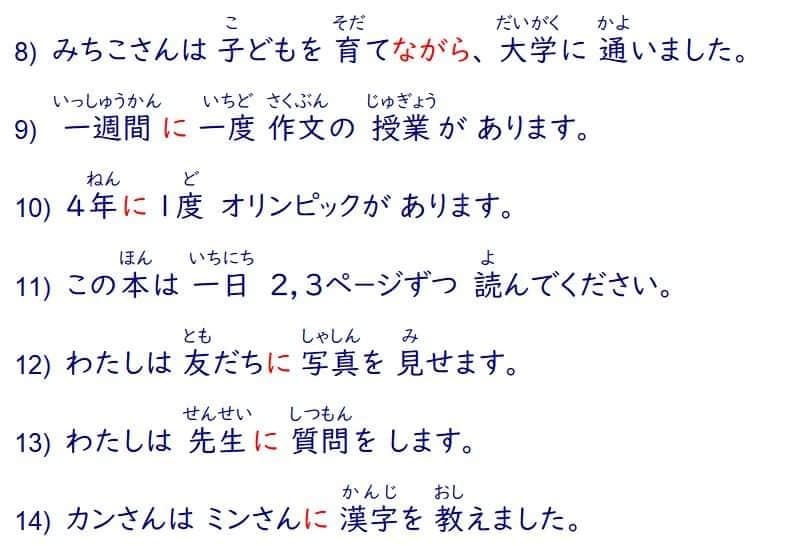 こ そだ だいがく かよ
8) みちこさんは 子どもを 育てながら、大学に 通いました。
いっしゅうかん いちど さくぶん じゅぎょう
9) 一週間 に 一度 作文の 授業 が あります。
ねん ど
10) 4年に 1度 オリンピックが あります。
ほん いちにち よ
11) この本は 一日 2,3ページずつ 読んでください。
とも しゃしん み
12) わたしは 友だちに 写真を 見せます。
せんせい しつもん
13) わたしは 先生に 質問を します。
かんじ おし
14) カンさんは ミンさんに 漢字を 教えました。